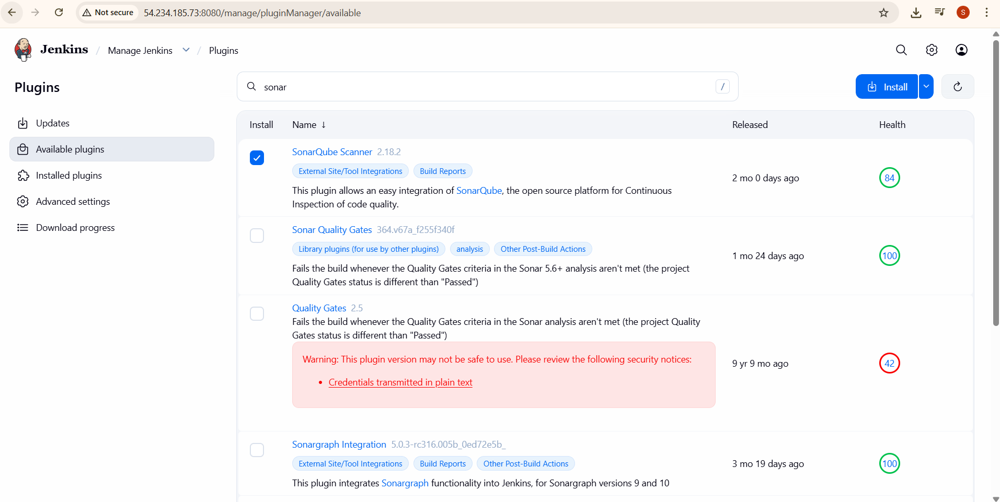 Not secure 54.234.185.73:8080/manage/pluginManager/available S
Jenkins / Manage Jenkins / Plugins
Plugins
sonar /
Install
Updates
Available plugins
Installed plugins
Advanced settings
Download progress
Install Name ↓ Released Health
SonarQube Scanner 2.18.2
External Site/Tool Integrations Build Reports
This plugin allows an easy integration of SonarQube, the open source platform for Continuous
Inspection of code quality.
2 mo 0 days ago
84
Sonar Quality Gates 364.v67a_f255f340f
Library plugins (for use by other plugins) analysis Other Post-Build Actions
Fails the build whenever the Quality Gates criteria in the Sonar 5.6+ analysis aren't met (the project
Quality Gates status is different than "Passed")
1 mo 24 days ago
100
Quality Gates 2.5
Fails the build whenever the Quality Gates criteria in the Sonar analysis aren't met (the project Quality
Gates status is different than "Passed")
Warning: This plugin version may not be safe to use. Please review the following security notices:
• Credentials transmitted in plain text
9 yr 9 mo ago
42
Sonargraph Integration 5.0.3-rc316.005b_0ed72e5b_
External Site/Tool Integrations Build Reports Other Post-Build Actions
This plugin integrates Sonargraph functionality into Jenkins, for Sonargraph versions 9 and 10
3 mo 19 days ago
100